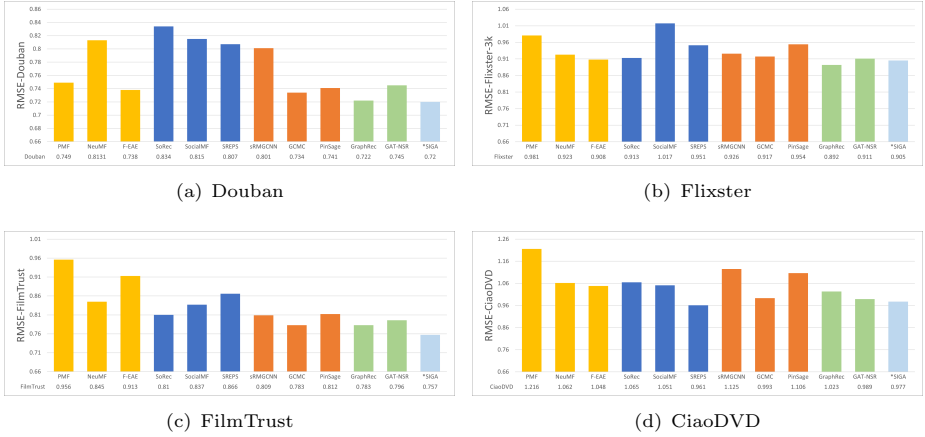 RMSE-Douban
0.86
0.84
0.82
0.8
0.78
0.76
0.74
0.72
0.7
0.68
0.66
PMF NeuMF F-EAE SoRec SocialMF SREPS sRMGCNN GCMC PinSage GraphRec GAT-NSR *SIGA
Douban 0.749 0.8131 0.738 0.834 0.815 0.807 0.801 0.734 0.741 0.722 0.745 0.72
(a) Douban
RMSE-Flixster-3k
1.06
1.01
0.96
0.91
0.86
0.81
0.76
0.71
0.66
PMF NeuMF F-EAE SoRec SocialMF SREPS sRMGCNN GCMC PinSage GraphRec GAT-NSR *SIGA
Flixster 0.981 0.923 0.908 0.913 1.017 0.951 0.926 0.917 0.954 0.892 0.911 0.905
(b) Flixster
RMSE-FilmTrust
1.01
0.96
0.91
0.86
0.81
0.76
0.71
0.66
PMF NeuMF F-EAE SoRec SocialMF SREPS sRMGCNN GCMC PinSage GraphRec GAT-NSR *SIGA
FilmTrust 0.956 0.845 0.913 0.81 0.837 0.866 0.809 0.783 0.812 0.783 0.796 0.757
(c) FilmTrust
RMSE-CiaoDVD
1.26
1.16
1.06
0.96
0.86
0.76
0.66
PMF NeuMF F-EAE SoRec SocialMF SREPS sRMGCNN GCMC PinSage GraphRec GAT-NSR *SIGA
CiaoDVD 1.216 1.062 1.048 1.065 1.051 0.961 1.125 0.993 1.106 1.023 0.989 0.977
(d) CiaoDVD